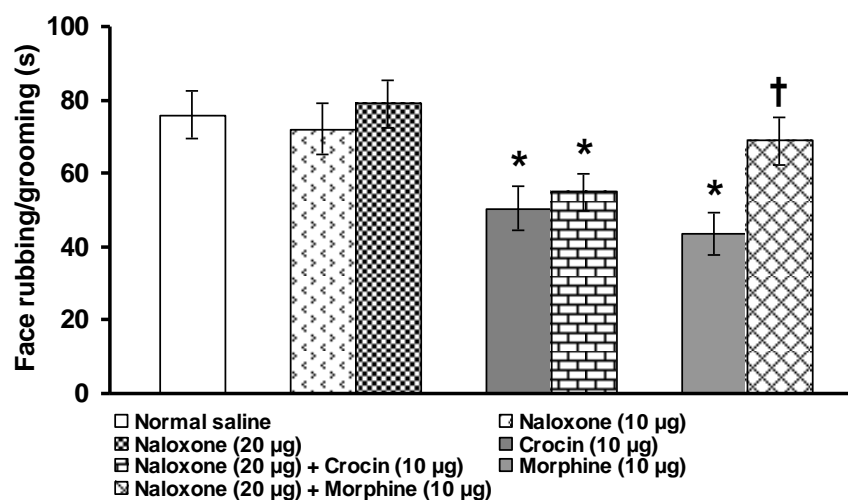 Face rubbing/grooming (s)
100
80
60
40
20
0
* * * †
Normal saline
Naloxone (10 µg)
Naloxone (20 µg)
Crocin (10 µg)
Naloxone (20 µg) + Crocin (10 µg)
Morphine (10 µg)
Naloxone (20 µg) + Morphine (10 µg)